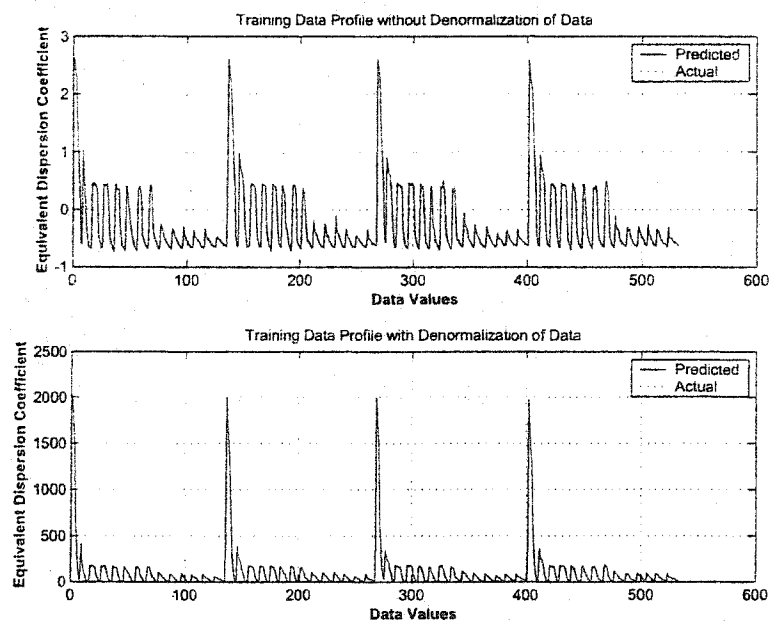 Training Data Profile without Denormalization of Data
Equivalent Dispersion Coefficient
3
2
1
0
-1
Predicted
Actual
0 100 200 300 400 500 600
Data Values
Training Data Profile with Denormalization of Data
Equivalent Dispersion Coefficient
2500
2000
1500
1000
500
0
Predicted
Actual
0 100 200 300 400 500 600
Data Values